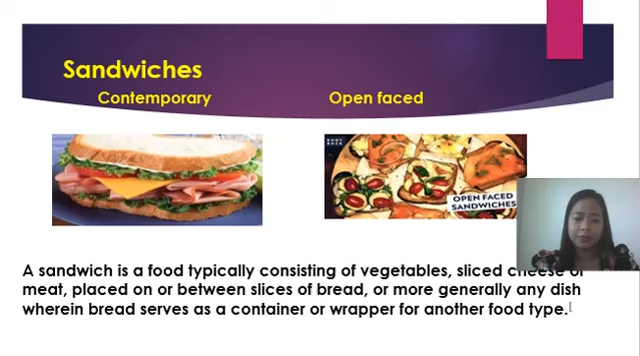 Sandwiches
Contemporary Open faced
OPEN FACED
SANDWICHES
A sandwich is a food typically consisting of vegetables, sliced cheese or
meat, placed on or between slices of bread, or more generally any dish
wherein bread serves as a container or wrapper for another food type.[